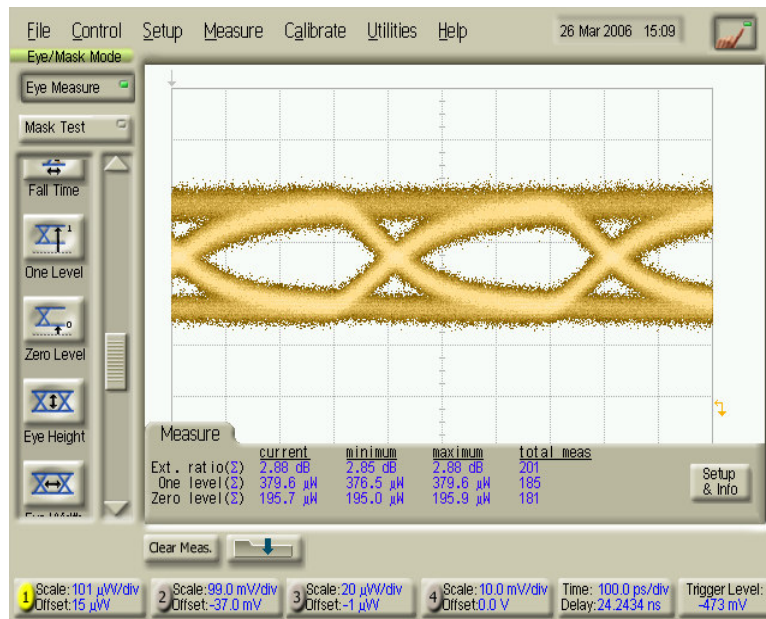 File Control Setup Measure Calibrate Utilities Help 26 Mar 2006 15:09
Eye/Mask Mode
Eye Measure
Mask Test
Fall Time
One Level
Zero Level
Eye Height
Measure
current minimum maximum total meas
Ext. ratio(Σ) 2.88 dB 2.85 dB 2.88 dB 201
One level(Σ) 379.6 µW 376.5 µW 379.6 µW 185
Zero level(Σ) 195.7 µW 195.0 µW 195.9 µW 181
Setup
& Info
Clear Meas.
1 Scale:101 µW/div
Offset:15 µW
2 Scale:99.0 mV/div
Offset:-37.0 mV
3 Scale:20 µW/div
Offset:-1 µW
4 Scale:10.0 mV/div
Offset:0.0 V
Time: 100.0 ps/div
Delay:24.2434 ns
Trigger Level:
-473 mV